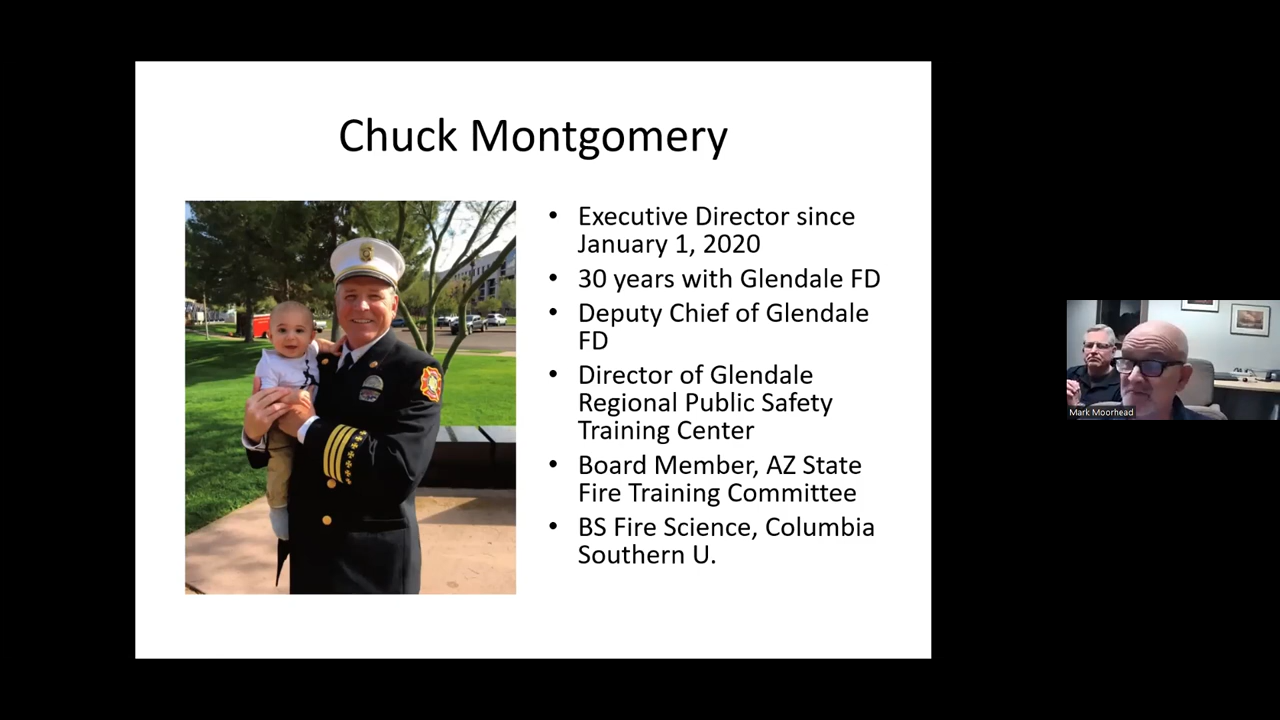 Chuck Montgomery
• Executive Director since
January 1, 2020
• 30 years with Glendale FD
• Deputy Chief of Glendale
FD
• Director of Glendale
Regional Public Safety
Training Center
• Board Member, AZ State
Fire Training Committee
• BS Fire Science, Columbia
Southern U.
Mark Moorhead